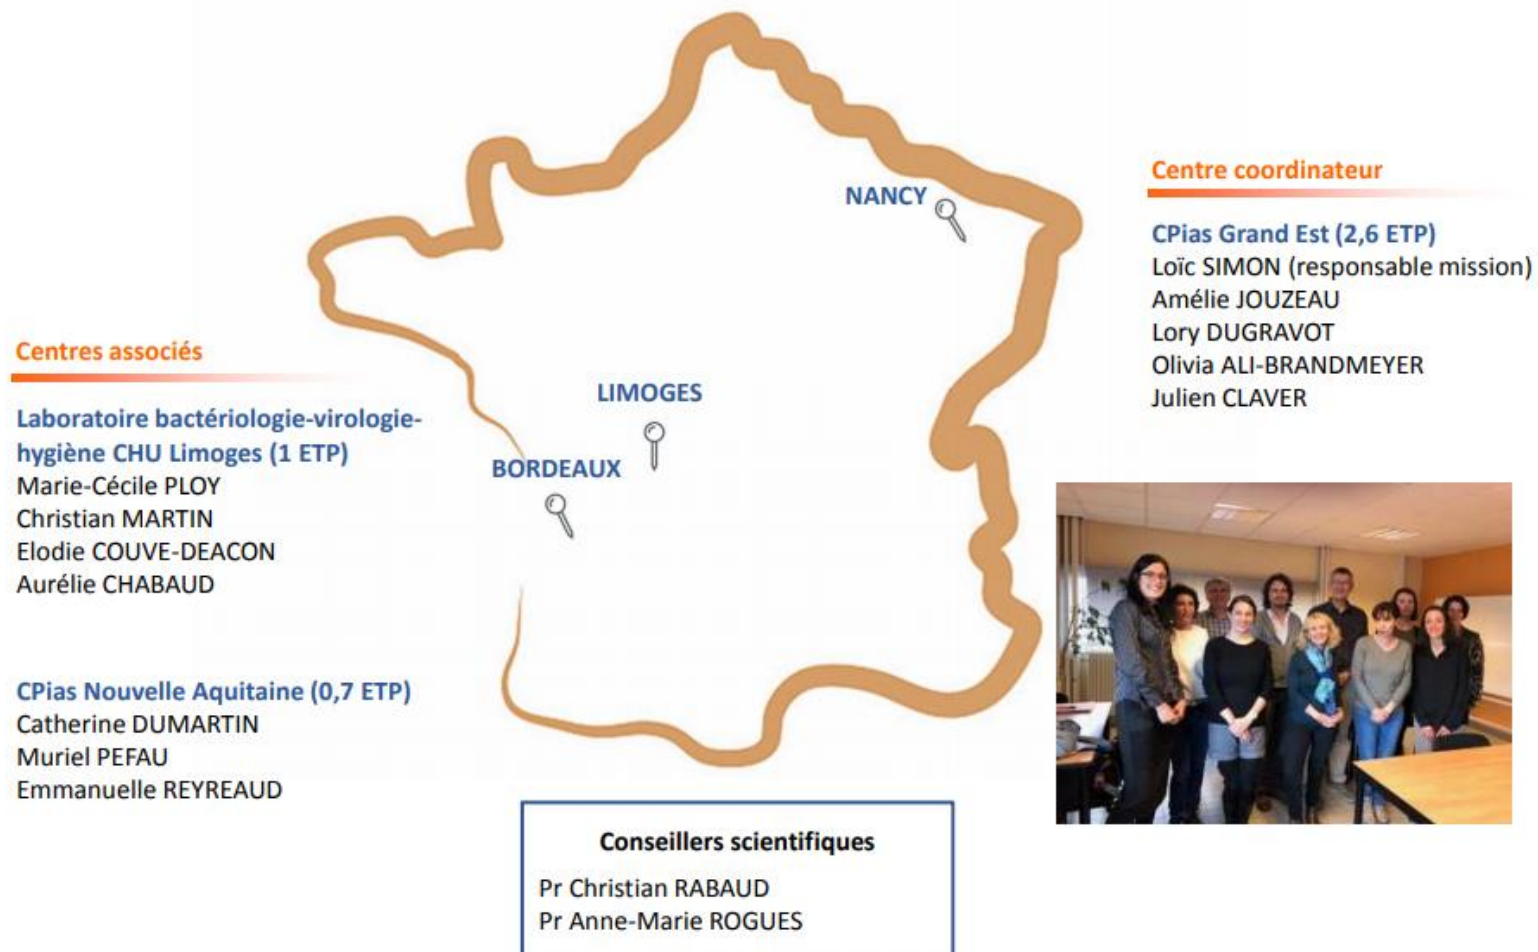 NANCY
Centre coordinateur
CPias Grand Est (2,6 ETP)
Loïc SIMON (responsable mission)
Amélie JOUZEAU
Lory DUGRAVOT
Olivia ALI-BRANDMEYER
Julien CLAVER
Centres associés
Laboratoire bactériologie-virologie-
hygiène CHU Limoges (1 ETP)
Marie-Cécile PLOY
Christian MARTIN
Elodie COUVE-DEACON
Aurélie CHABAUD
LIMOGES
BORDEAUX
CPias Nouvelle Aquitaine (0,7 ETP)
Catherine DUMARTIN
Muriel PEFAU
Emmanuelle REYREAUD
Conseillers scientifiques
Pr Christian RABAUD
Pr Anne-Marie ROGUES